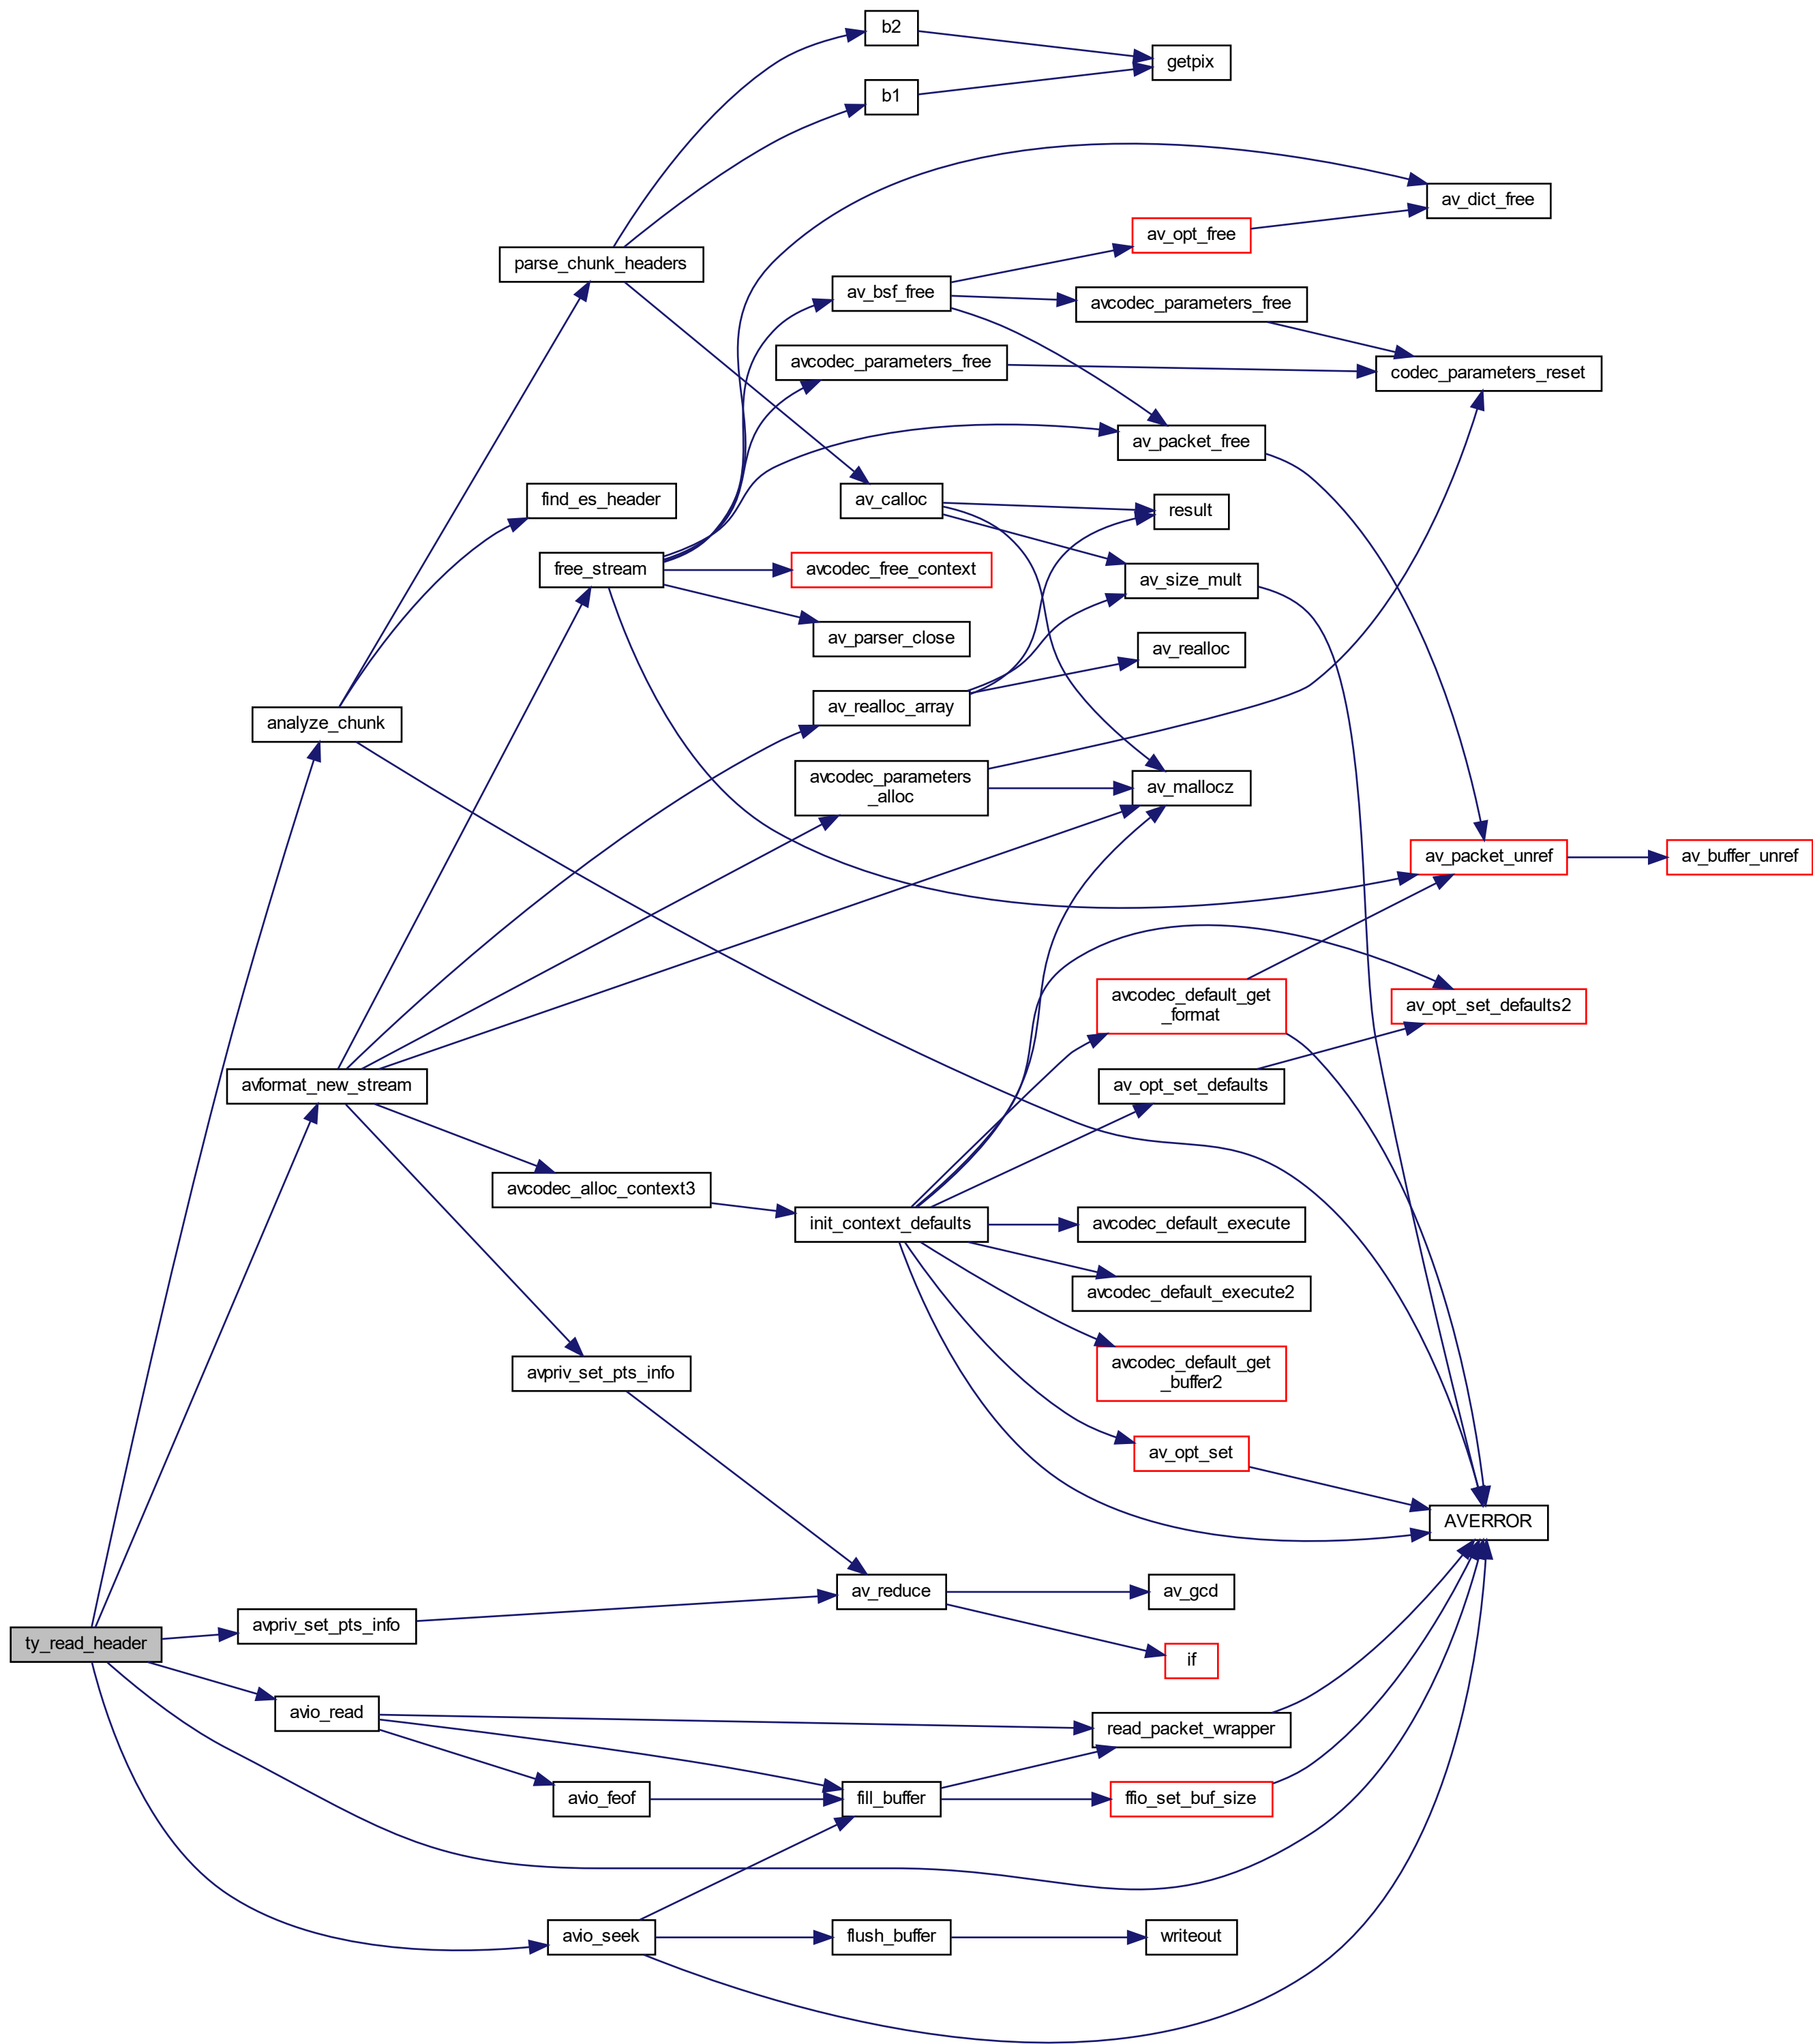 b2
getpix
b1
av_dict_free
av_opt_free
parse_chunk_headers
av_bsf_free
avcodec_parameters_free
avcodec_parameters_free
codec_parameters_reset
av_packet_free
find_es_header
av_calloc
result
free_stream
avcodec_free_context
av_size_mult
av_parser_close
av_realloc
av_realloc_array
analyze_chunk
avcodec_parameters
_alloc
av_mallocz
av_packet_unref
av_buffer_unref
avcodec_default_get
_format
av_opt_set_defaults2
avformat_new_stream
av_opt_set_defaults
avcodec_alloc_context3
init_context_defaults
avcodec_default_execute
avcodec_default_execute2
avpriv_set_pts_info
avcodec_default_get
_buffer2
av_opt_set
AVERROR
av_reduce
av_gcd
avpriv_set_pts_info
ty_read_header
if
avio_read
read_packet_wrapper
avio_feof
fill_buffer
ffio_set_buf_size
avio_seek
flush_buffer
writeout